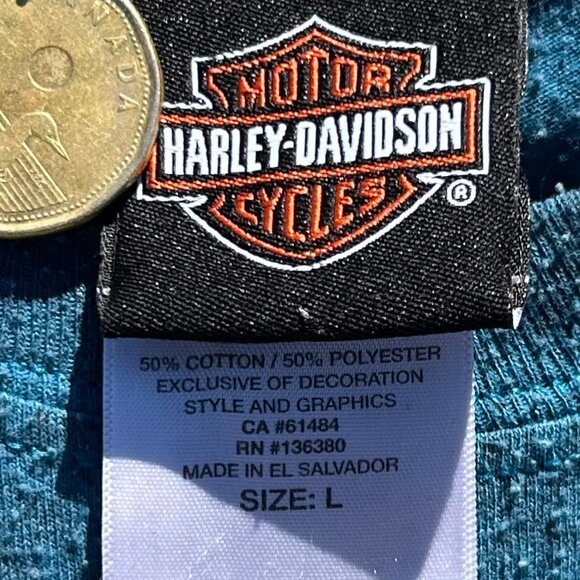 CANADA
MOTOR
HARLEY-DAVIDSON
CYCLES
®
50% COTTON / 50% POLYESTER
EXCLUSIVE OF DECORATION
STYLE AND GRAPHICS
CA #61484
RN #136380
MADE IN EL SALVADOR
SIZE: L